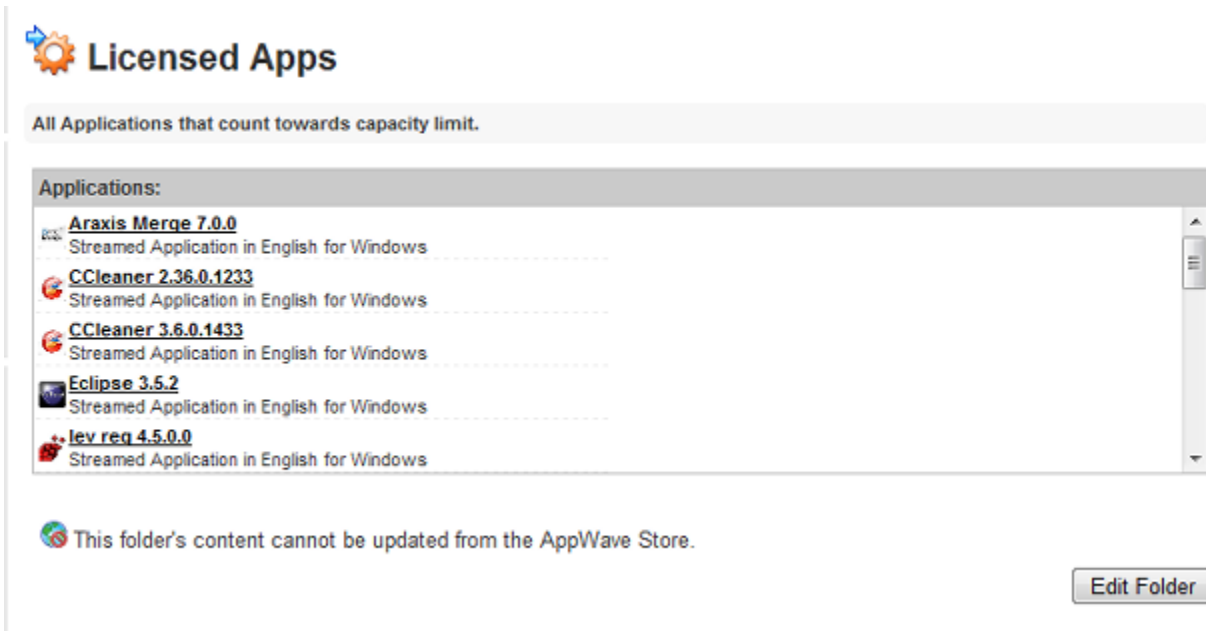 Licensed Apps
All Applications that count towards capacity limit.
Applications:
Araxis Merge 7.0.0
Streamed Application in English for Windows
CCleaner 2.36.0.1233
Streamed Application in English for Windows
CCleaner 3.6.0.1433
Streamed Application in English for Windows
Eclipse 3.5.2
Streamed Application in English for Windows
lev reg 4.5.0.0
Streamed Application in English for Windows
This folder's content cannot be updated from the AppWave Store.
Edit Folder